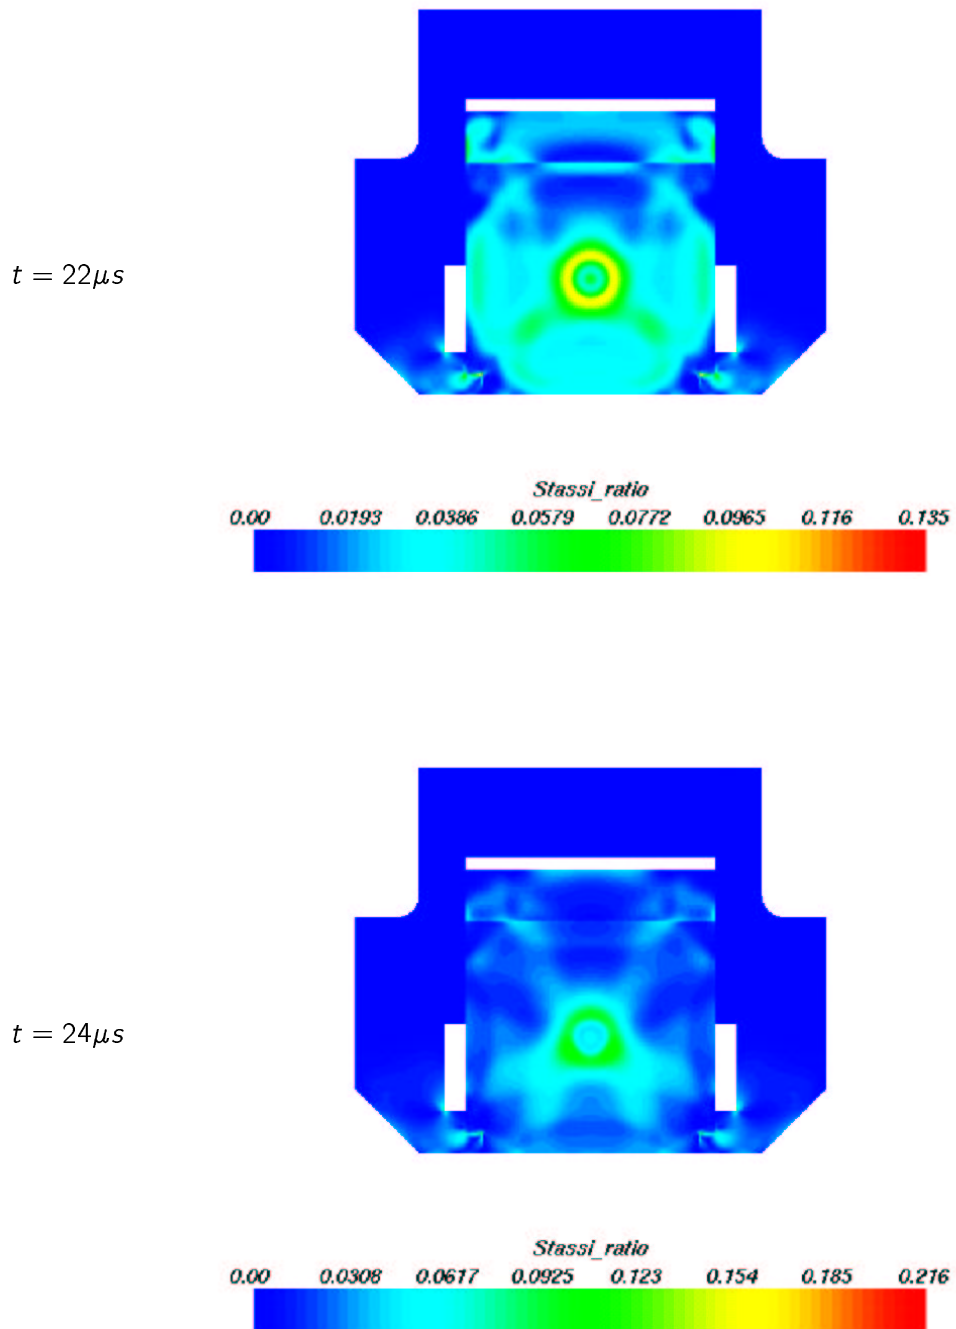 t = 22μs
Stassi_ratio
0.00 0.0193 0.0386 0.0579 0.0772 0.0965 0.116 0.135
t = 24μs
Stassi_ratio
0.00 0.0308 0.0617 0.0925 0.123 0.154 0.185 0.216